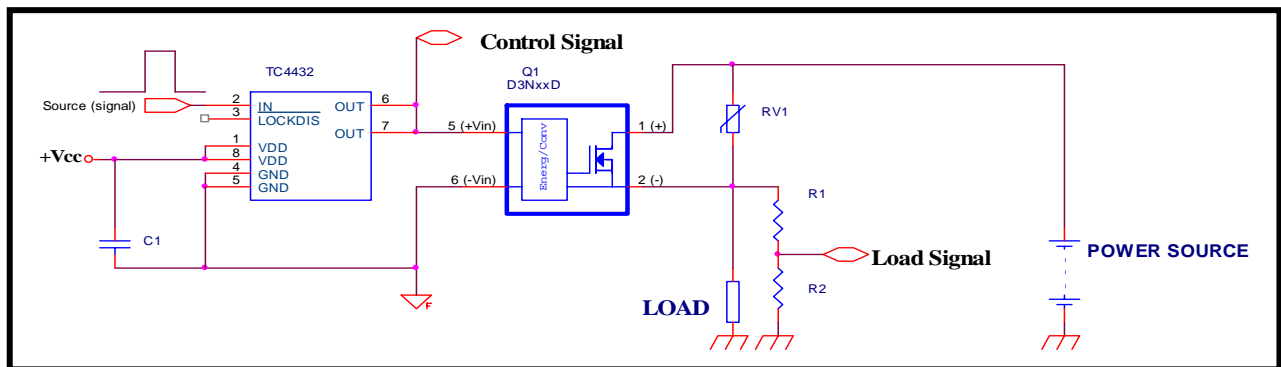 Control Signal
TC4432
Q1
D3NxxD
Source (signal)
2
IN
OUT
6
3
LOCKDIS
OUT
7
5 (+Vin)
1 (+)
RV1
+Vcc
1
VDD
8
VDD
4
GND
5
GND
Energ/Conv
6 (-Vin)
2 (-)
R1
C1
Load Signal
POWER SOURCE
R2
LOAD
F